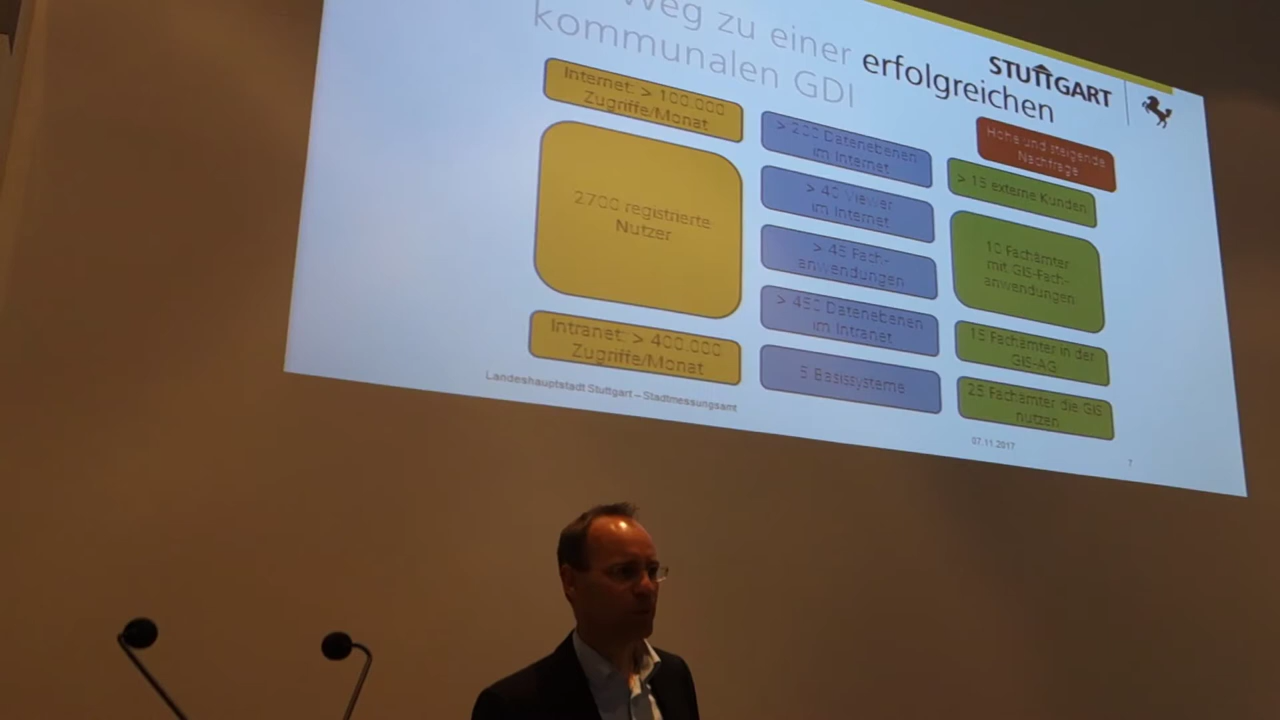 Weg zu einer erfolgreichen
kommunalen GDI
STUTTGART
Internet: > 100.000
Zugriffe/Monat
2700 registrierte
Nutzer
Intranet: > 400.000
Zugriffe/Monat
> 200 Datenebenen
im Internet
> 40 Viewer
im Internet
> 45 Fach-
anwendungen
> 450 Datenebenen
im Intranet
5 Basissysteme
Hohe und steigende
Nachfrage
> 15 externe Kunden
10 Fachämter
mit GIS-Fach-
anwendungen
15 Fachämter in der
GIS-AG
25 Fachämter die GIS
nutzen
Landeshauptstadt Stuttgart – Stadtmessungsamt
07.11.2017
7